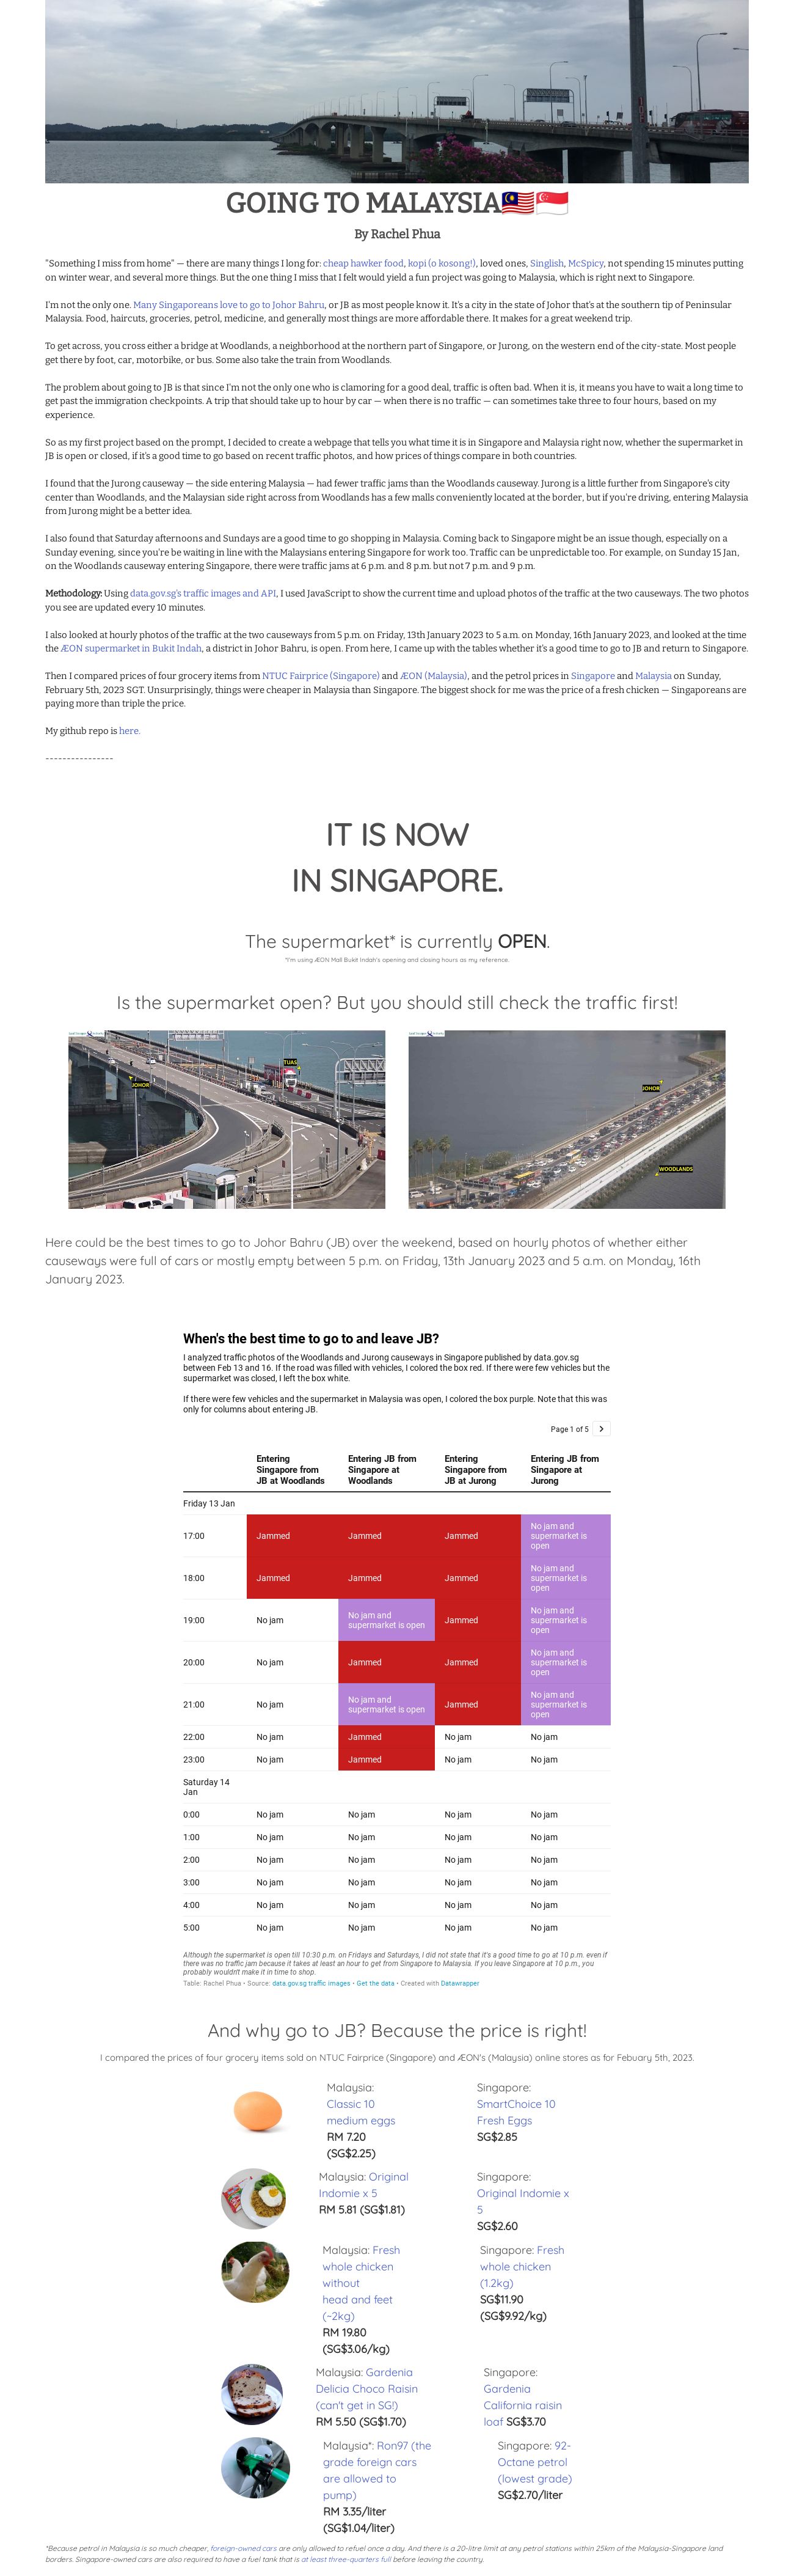 GOING TO MALAYSIA🇲🇾🇸🇬
By Rachel Phua
"Something I miss from home" — there are many things I long for: cheap hawker food, kopi (o kosong!), loved ones, Singlish, McSpicy, not spending 15 minutes putting
on winter wear, and several more things. But the one thing I miss that I felt would yield a fun project was going to Malaysia, which is right next to Singapore.
I'm not the only one. Many Singaporeans love to go to Johor Bahru, or JB as most people know it. It's a city in the state of Johor that's at the southern tip of Peninsular
Malaysia. Food, haircuts, groceries, petrol, medicine, and generally most things are more affordable there. It makes for a great weekend trip.
To get across, you cross either a bridge at Woodlands, a neighborhood at the northern part of Singapore, or Jurong, on the western end of the city-state. Most people
get there by foot, car, motorbike, or bus. Some also take the train from Woodlands.
The problem about going to JB is that since I'm not the only one who is clamoring for a good deal, traffic is often bad. When it is, it means you have to wait a long time to
get past the immigration checkpoints. A trip that should take up to hour by car — when there is no traffic — can sometimes take three to four hours, based on my
experience.
So as my first project based on the prompt, I decided to create a webpage that tells you what time it is in Singapore and Malaysia right now, whether the supermarket in
JB is open or closed, if it's a good time to go based on recent traffic photos, and how prices of things compare in both countries.
I found that the Jurong causeway — the side entering Malaysia — had fewer traffic jams than the Woodlands causeway. Jurong is a little further from Singapore's city
center than Woodlands, and the Malaysian side right across from Woodlands has a few malls conveniently located at the border, but if you're driving, entering Malaysia
from Jurong might be a better idea.
I also found that Saturday afternoons and Sundays are a good time to go shopping in Malaysia. Coming back to Singapore might be an issue though, especially on a
Sunday evening, since you're be waiting in line with the Malaysians entering Singapore for work too. Traffic can be unpredictable too. For example, on Sunday 15 Jan,
on the Woodlands causeway entering Singapore, there were traffic jams at 6 p.m. and 8 p.m. but not 7 p.m. and 9 p.m.
Methodology: Using data.gov.sg's traffic images and API, I used JavaScript to show the current time and upload photos of the traffic at the two causeways. The two photos
you see are updated every 10 minutes.
I also looked at hourly photos of the traffic at the two causeways from 5 p.m. on Friday, 13th January 2023 to 5 a.m. on Monday, 16th January 2023, and looked at the time
the ÆON supermarket in Bukit Indah, a district in Johor Bahru, is open. From here, I came up with the tables whether it's a good time to go to JB and return to Singapore.
Then I compared prices of four grocery items from NTUC Fairprice (Singapore) and ÆON (Malaysia), and the petrol prices in Singapore and Malaysia on Sunday,
February 5th, 2023 SGT. Unsurprisingly, things were cheaper in Malaysia than Singapore. The biggest shock for me was the price of a fresh chicken — Singaporeans are
paying more than triple the price.
My github repo is here.
----------------
IT IS NOW
IN SINGAPORE.
The supermarket* is currently OPEN.
*I'm using ÆON Mall Bukit Indah's opening and closing hours as my reference.
Is the supermarket open? But you should still check the traffic first!
JOHOR
TUAS
JOHOR
WOODLANDS
Here could be the best times to go to Johor Bahru (JB) over the weekend, based on hourly photos of whether either
causeways were full of cars or mostly empty between 5 p.m. on Friday, 13th January 2023 and 5 a.m. on Monday, 16th
January 2023.
When's the best time to go to and leave JB?
I analyzed traffic photos of the Woodlands and Jurong causeways in Singapore published by data.gov.sg
between Feb 13 and 16. If the road was filled with vehicles, I colored the box red. If there were few vehicles but the
supermarket was closed, I left the box white.
If there were few vehicles and the supermarket in Malaysia was open, I colored the box purple. Note that this was
only for columns about entering JB.
Page 1 of 5 >
Entering Singapore from JB at Woodlands | Entering JB from Singapore at Woodlands | Entering Singapore from JB at Jurong | Entering JB from Singapore at Jurong
Friday 13 Jan
17:00 Jammed Jammed Jammed No jam and supermarket is open
18:00 Jammed Jammed Jammed No jam and supermarket is open
19:00 No jam No jam and supermarket is open Jammed No jam and supermarket is open
20:00 No jam Jammed Jammed No jam and supermarket is open
21:00 No jam No jam and supermarket is open Jammed No jam and supermarket is open
22:00 No jam Jammed No jam No jam
23:00 No jam Jammed No jam No jam
Saturday 14 Jan
0:00 No jam No jam No jam No jam
1:00 No jam No jam No jam No jam
2:00 No jam No jam No jam No jam
3:00 No jam No jam No jam No jam
4:00 No jam No jam No jam No jam
5:00 No jam No jam No jam No jam
Although the supermarket is open till 10:30 p.m. on Fridays and Saturdays, I did not state that it's a good time to go at 10 p.m. even if
there was no traffic jam because it takes at least an hour to get from Singapore to Malaysia. If you leave Singapore at 10 p.m., you
probably wouldn't make it in time to shop.
Table: Rachel Phua • Source: data.gov.sg traffic images • Get the data • Created with Datawrapper
And why go to JB? Because the price is right!
I compared the prices of four grocery items sold on NTUC Fairprice (Singapore) and ÆON's (Malaysia) online stores as for Febuary 5th, 2023.
Malaysia:
Classic 10
medium eggs
RM 7.20
(SG$2.25)
Singapore:
SmartChoice 10
Fresh Eggs
SG$2.85
Malaysia: Original
Indomie x 5
RM 5.81 (SG$1.81)
Singapore:
Original Indomie x
5
SG$2.60
Malaysia: Fresh
whole chicken
without
head and feet
(~2kg)
RM 19.80
(SG$3.06/kg)
Singapore: Fresh
whole chicken
(1.2kg)
SG$11.90
(SG$9.92/kg)
Malaysia: Gardenia
Delicia Choco Raisin
(can't get in SG!)
RM 5.50 (SG$1.70)
Singapore:
Gardenia
California raisin
loaf SG$3.70
Malaysia*: Ron97 (the
grade foreign cars
are allowed to
pump)
RM 3.35/liter
(SG$1.04/liter)
Singapore: 92-
Octane petrol
(lowest grade)
SG$2.70/liter
*Because petrol in Malaysia is so much cheaper, foreign-owned cars are only allowed to refuel once a day. And there is a 20-litre limit at any petrol stations within 25km of the Malaysia-Singapore land
borders. Singapore-owned cars are also required to have a fuel tank that is at least three-quarters full before leaving the country.